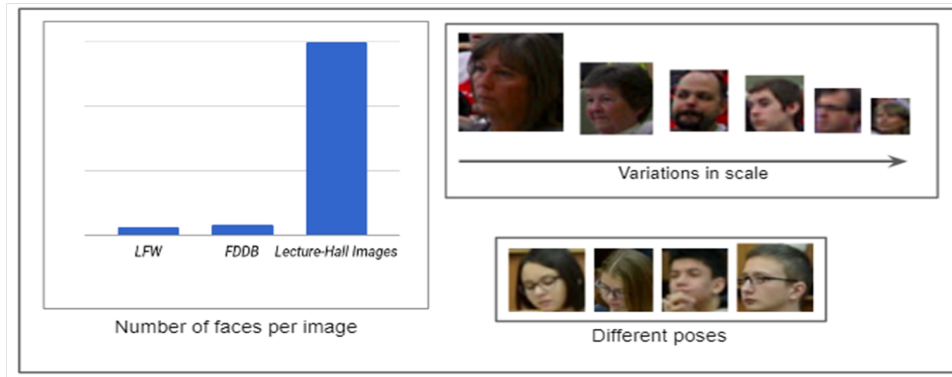 LFW
FDDB
Lecture-Hall Images
Number of faces per image
Variations in scale
Different poses